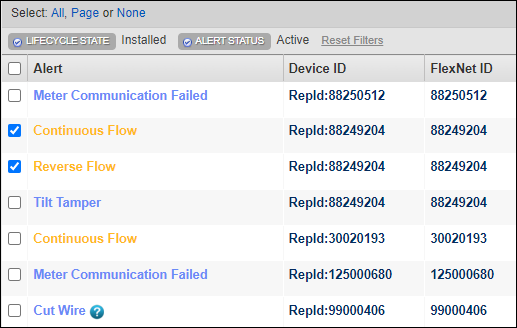 Select: All, Page or None
LIFECYCLE STATE Installed ALERT STATUS Active Reset Filters
Alert Device ID FlexNet ID
Meter Communication Failed RepId:88250512 88250512
Continuous Flow RepId:88249204 88249204
Reverse Flow RepId:88249204 88249204
Tilt Tamper RepId:88249204 88249204
Continuous Flow RepId:30020193 30020193
Meter Communication Failed RepId:125000680 125000680
Cut Wire ? RepId:99000406 99000406